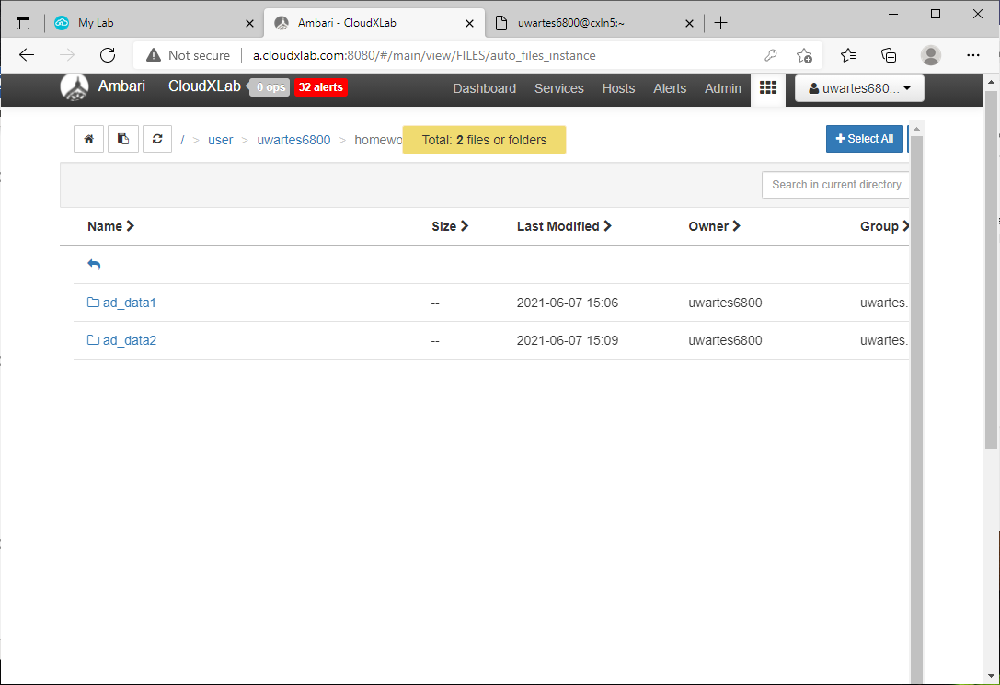 My Lab
Ambari - CloudXLab
uwartes6800@cxln5:~
Not secure
a.cloudxlab.com:8080/#/main/view/FILES/auto_files_instance
Ambari CloudXLab 0 ops 32 alerts Dashboard Services Hosts Alerts Admin uwartes680...
/ > user > uwartes6800 > homewo
Total: 2 files or folders
Select All
Search in current directory...
Name Size Last Modified Owner Group
ad_data1 -- 2021-06-07 15:06 uwartes6800 uwartes.
ad_data2 -- 2021-06-07 15:09 uwartes6800 uwartes.